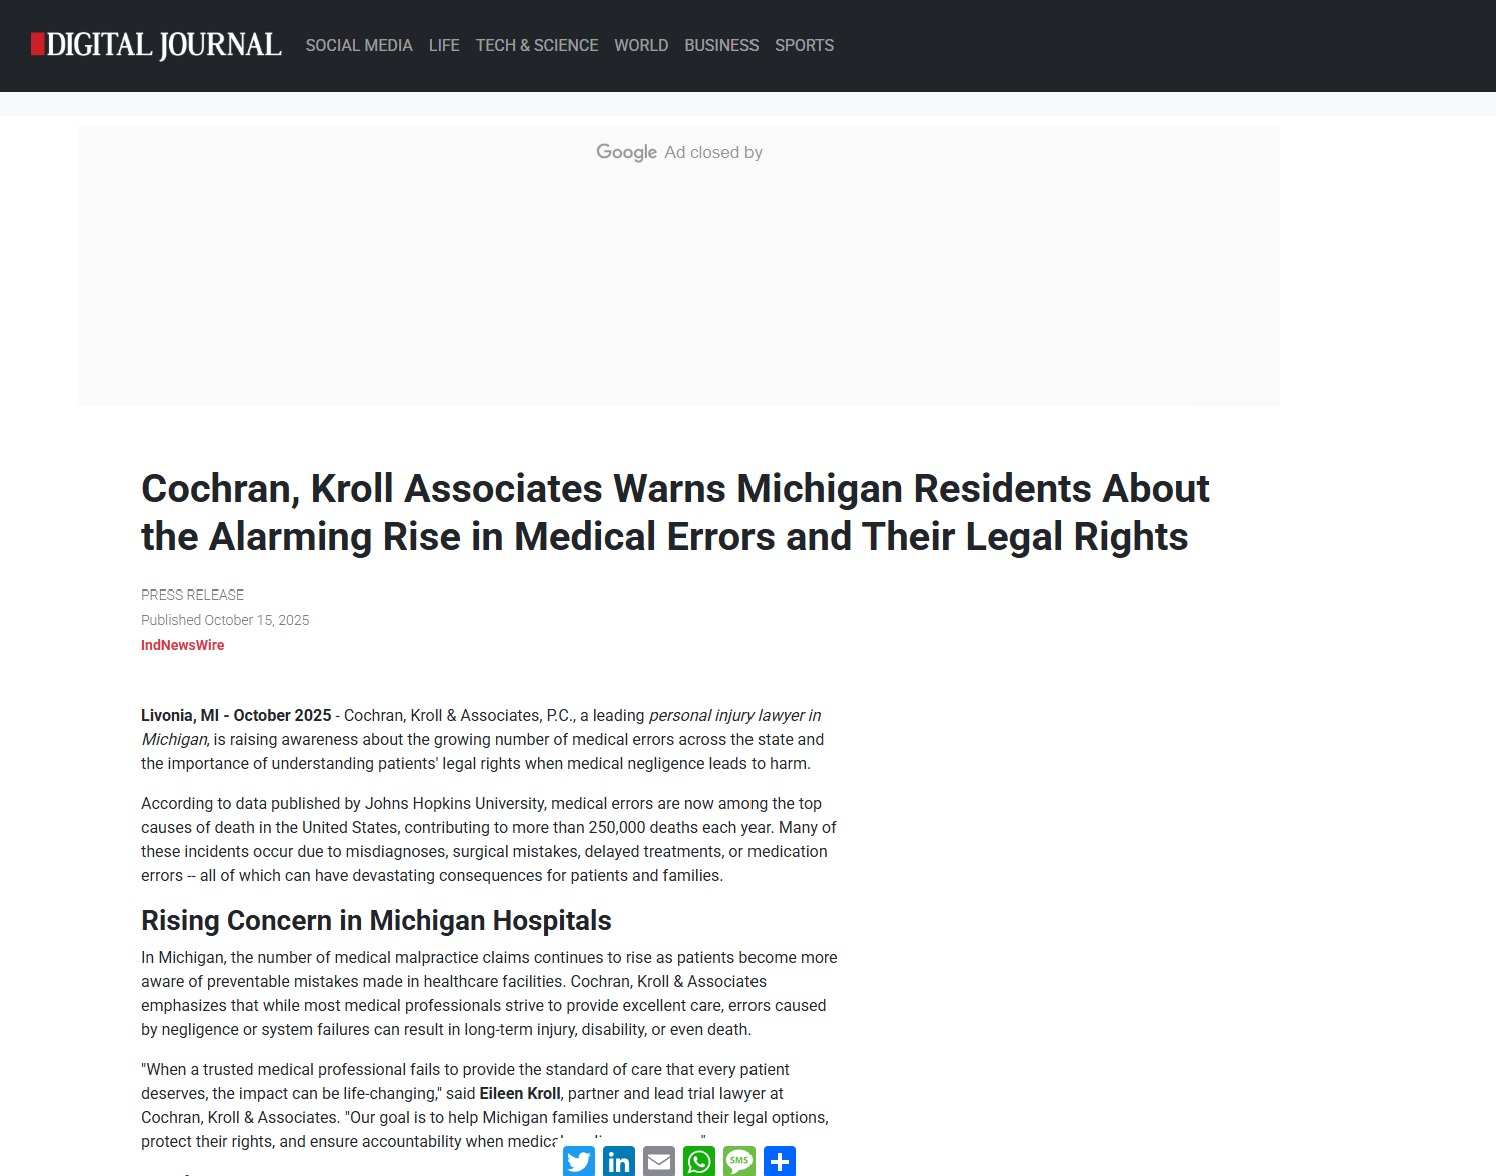 DIGITAL JOURNAL SOCIAL MEDIA LIFE TECH & SCIENCE WORLD BUSINESS SPORTS
Google Ad closed by
Cochran, Kroll Associates Warns Michigan Residents About
the Alarming Rise in Medical Errors and Their Legal Rights
PRESS RELEASE
Published October 15, 2025
IndNewsWire
Livonia, MI - October 2025 - Cochran, Kroll & Associates, P.C., a leading personal injury lawyer in
Michigan, is raising awareness about the growing number of medical errors across the state and
the importance of understanding patients' legal rights when medical negligence leads to harm.
According to data published by Johns Hopkins University, medical errors are now among the top
causes of death in the United States, contributing to more than 250,000 deaths each year. Many of
these incidents occur due to misdiagnoses, surgical mistakes, delayed treatments, or medication
errors -- all of which can have devastating consequences for patients and families.
Rising Concern in Michigan Hospitals
In Michigan, the number of medical malpractice claims continues to rise as patients become more
aware of preventable mistakes made in healthcare facilities. Cochran, Kroll & Associates
emphasizes that while most medical professionals strive to provide excellent care, errors caused
by negligence or system failures can result in long-term injury, disability, or even death.
"When a trusted medical professional fails to provide the standard of care that every patient
deserves, the impact can be life-changing," said Eileen Kroll, partner and lead trial lawyer at
Cochran, Kroll & Associates. "Our goal is to help Michigan families understand their legal options,
protect their rights, and ensure accountability when medical
SMS